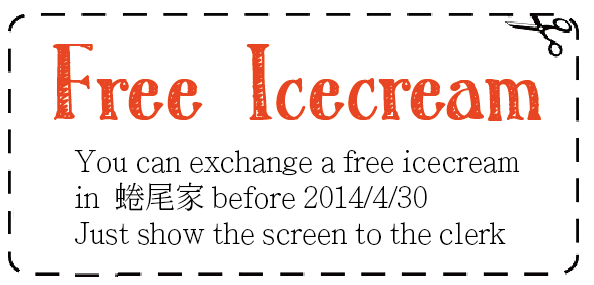 Free Icecream
You can exchange a free icecream
in 蜷尾家 before 2014/4/30
Just show the screen to the clerk